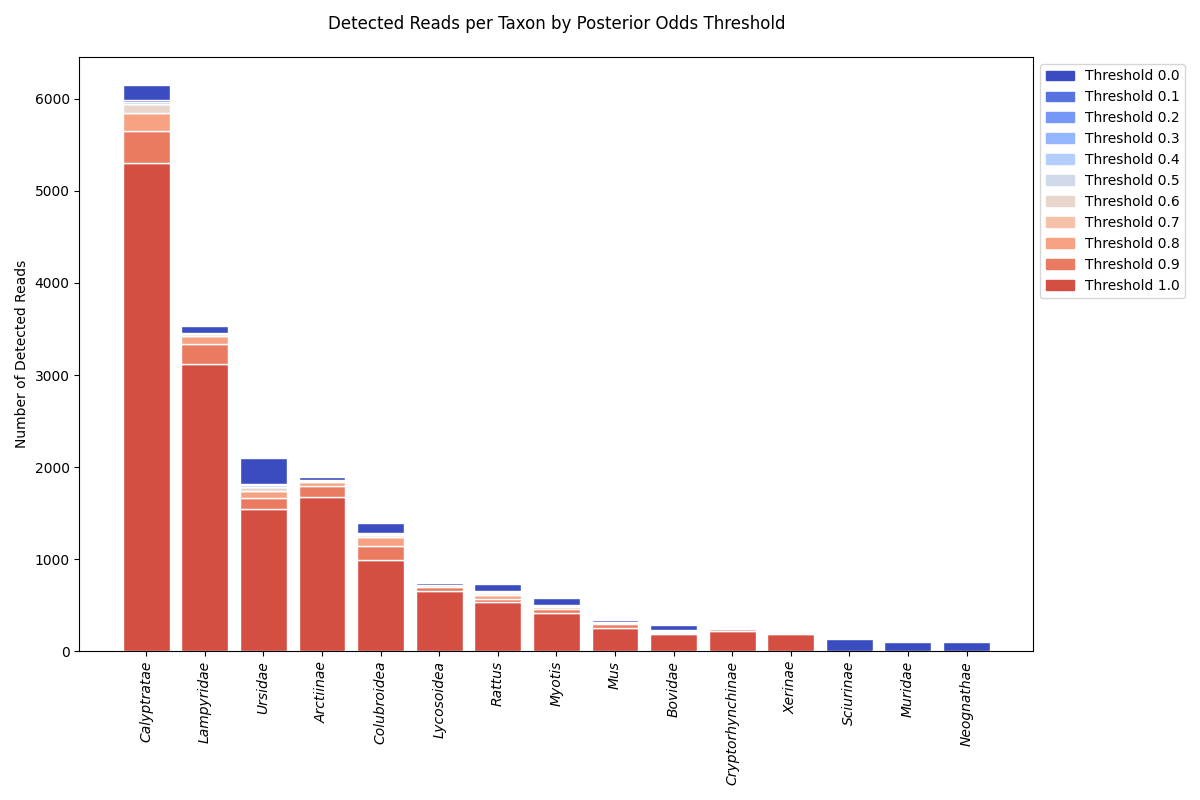 Detected Reads per Taxon by Posterior Odds Threshold
Number of Detected Reads
6000
5000
4000
3000
2000
1000
0
Calyptratae
Lampyridae
Ursidae
Arctiinae
Colubroidea
Lycosoidea
Rattus
Myotis
Mus
Bovidae
Cryptorhynchinae
Xerinae
Sciurinae
Muridae
Neognathae
Threshold 0.0
Threshold 0.1
Threshold 0.2
Threshold 0.3
Threshold 0.4
Threshold 0.5
Threshold 0.6
Threshold 0.7
Threshold 0.8
Threshold 0.9
Threshold 1.0